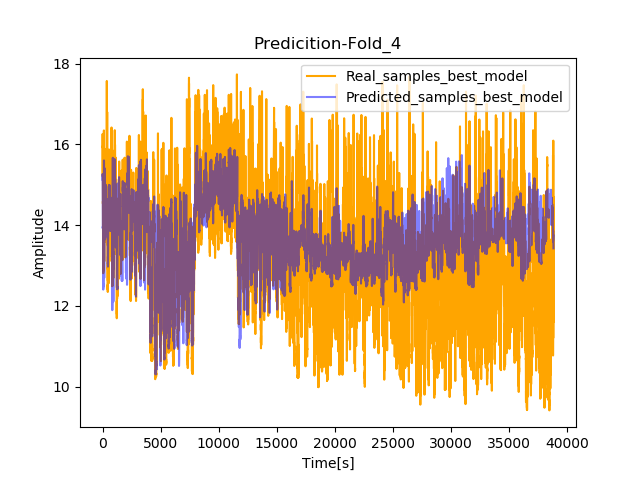 Predicition-Fold_4
Real_samples_best_model
Predicted_samples_best_model
18
16
14
12
10
Amplitude
0 5000 10000 15000 20000 25000 30000 35000 40000
Time[s]